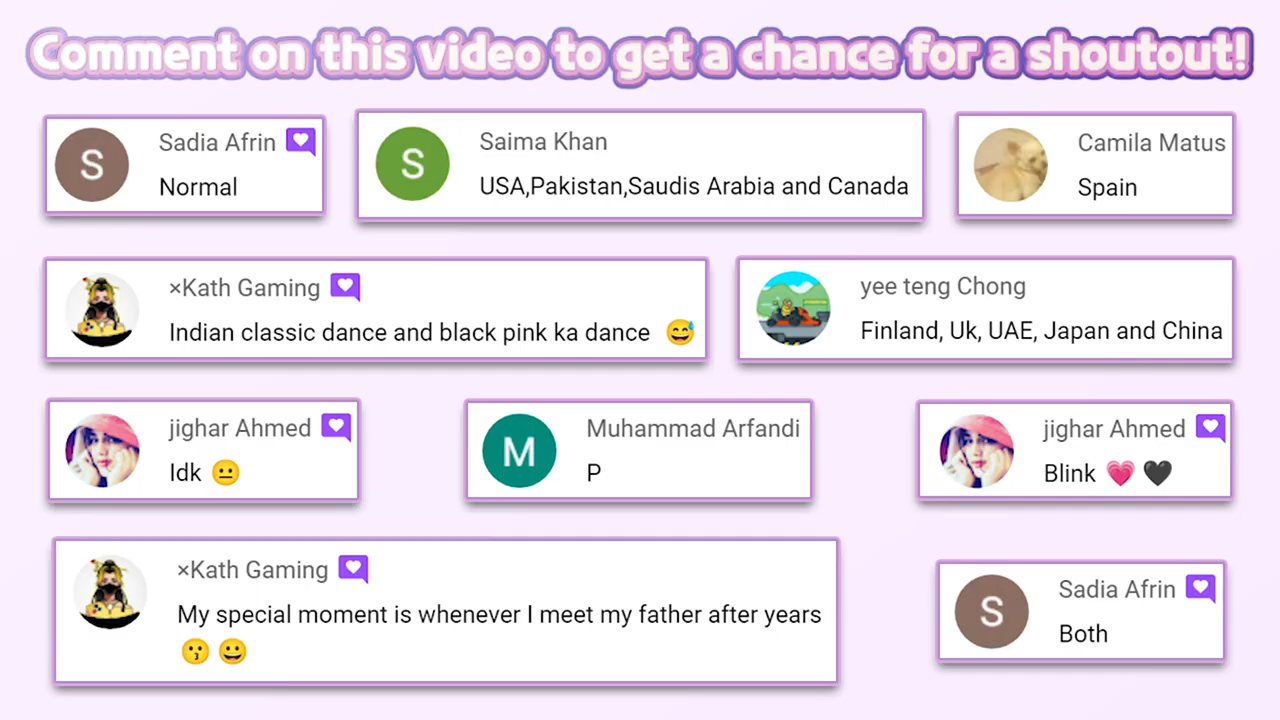 Comment on this video to get a chance for a shoutout!
S
Sadia Afrin
Normal
S
Saima Khan
USA,Pakistan,Saudis Arabia and Canada
Camila Matus
Spain
×Kath Gaming
Indian classic dance and black pink ka dance 😅
yee teng Chong
Finland, Uk, UAE, Japan and China
jighar Ahmed
Idk 😐
M
Muhammad Arfandi
P
jighar Ahmed
Blink 💗 🖤
×Kath Gaming
My special moment is whenever I meet my father after years
😗 😀
S
Sadia Afrin
Both